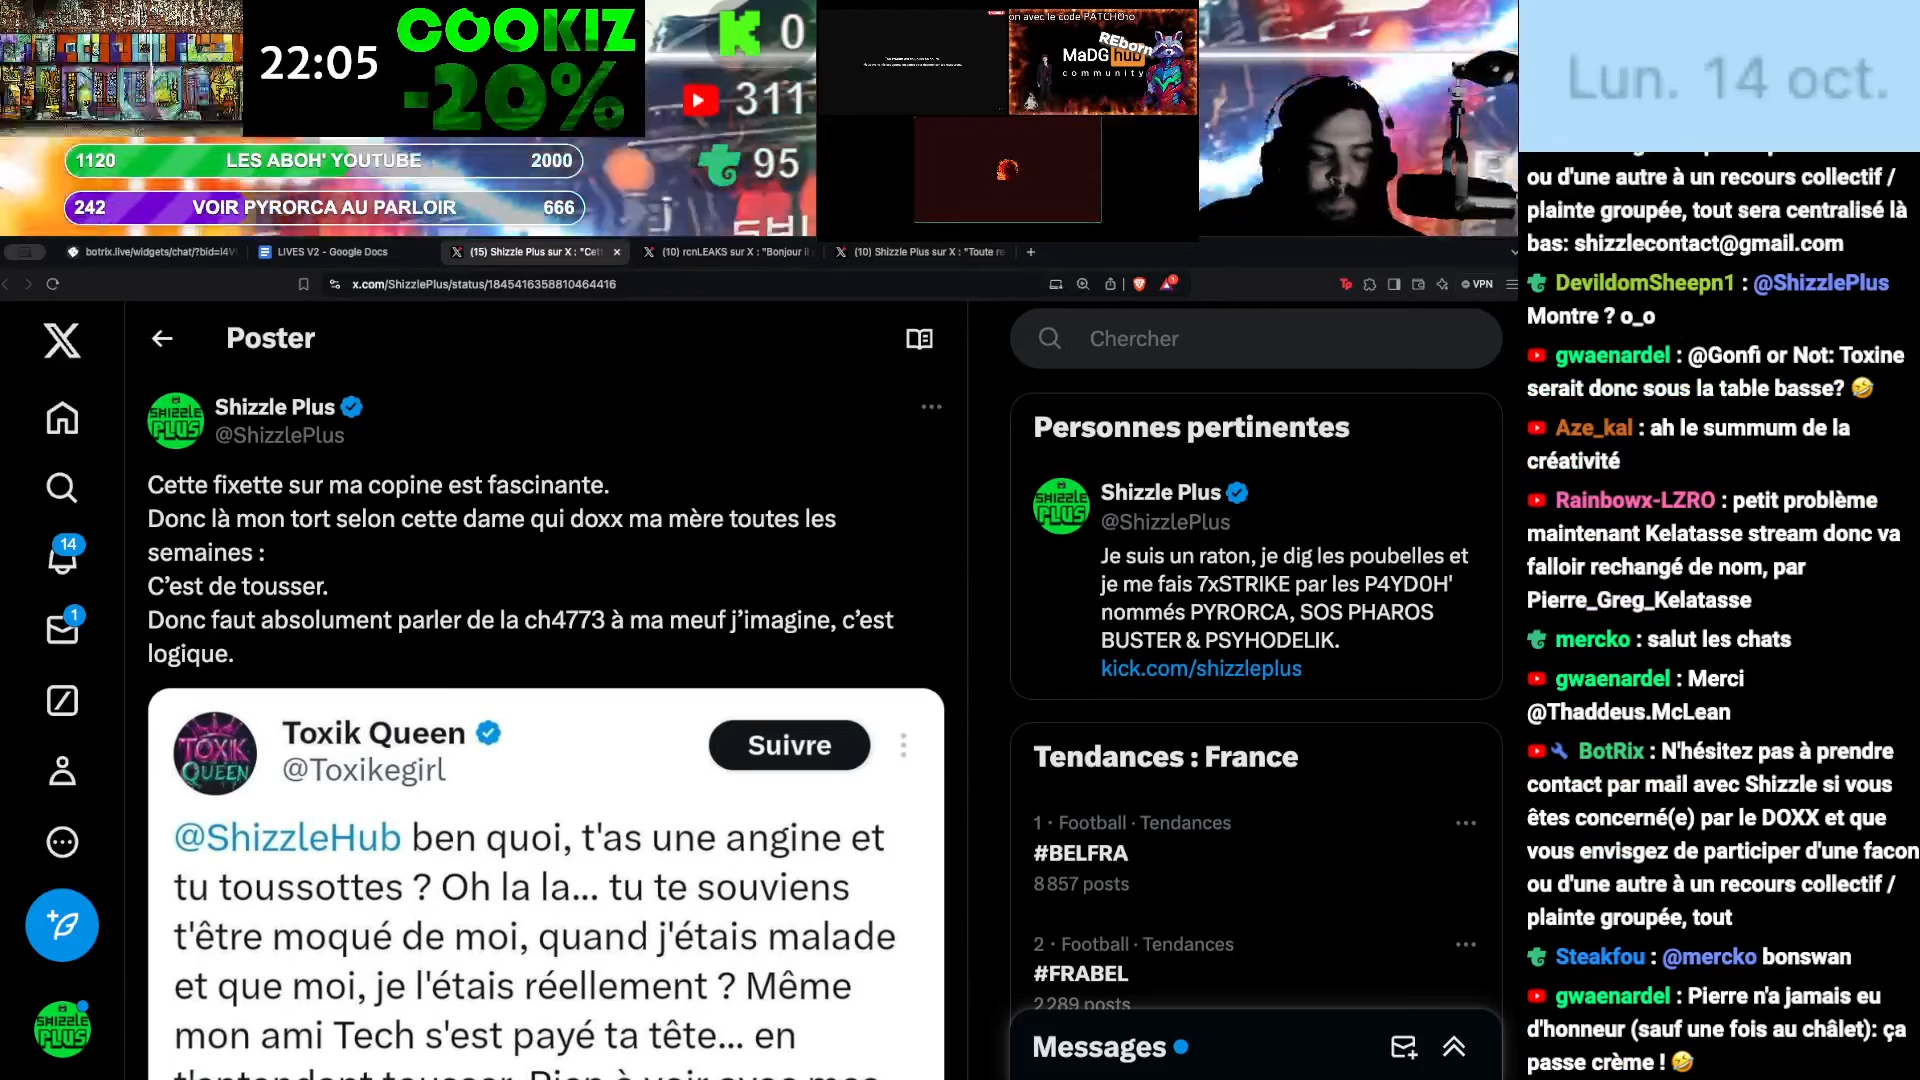 22:05
COOKIZ
-20%
0
311
95
1120 LES ABOH' YOUTUBE 2000
242 VOIR PYRORCA AU PARLOIR 666
on avec le code PATCHO10
REborn
MaDG hub
community
Lun. 14 oct.
LIVES V2 - Google Docs
(15) Shizzle Plus sur X : "Cett
(10) rcnLEAKS sur X : "Bonjour il
(10) Shizzle Plus sur X : "Toute re
x.com/ShizzlePlus/status/1845416358810464416
VPN
14
1
Poster
Shizzle Plus
@ShizzlePlus
Cette fixette sur ma copine est fascinante.
Donc là mon tort selon cette dame qui doxx ma mère toutes les
semaines :
C’est de tousser.
Donc faut absolument parler de la ch4773 à ma meuf j’imagine, c’est
logique.
TOXIK
QUEEN
Toxik Queen
@Toxikegirl
Suivre
@ShizzleHub ben quoi, t'as une angine et
tu toussottes ? Oh la la... tu te souviens
t'être moqué de moi, quand j'étais malade
et que moi, je l'étais réellement ? Même
mon ami Tech s'est payé ta tête... en
Chercher
Personnes pertinentes
SHIZZLE
PLUS
Shizzle Plus
@ShizzlePlus
Je suis un raton, je dig les poubelles et
je me fais 7xSTRIKE par les P4YD0H'
nommés PYRORCA, SOS PHAROS
BUSTER & PSYHODELIK.
kick.com/shizzleplus
Tendances : France
1 · Football · Tendances
#BELFRA
8 857 posts
2 · Football · Tendances
#FRABEL
2 289 posts
Messages
ou d'une autre à un recours collectif /
plainte groupée, tout sera centralisé là
bas: shizzlecontact@gmail.com
DevildomSheepn1 : @ShizzlePlus
Montre ? o_o
gwaenardel : @Gonfi or Not: Toxine
serait donc sous la table basse? 🤣
Aze_kal : ah le summum de la
créativité
Rainbowx-LZRO : petit problème
maintenant Kelatasse stream donc va
falloir rechangé de nom, par
Pierre_Greg_Kelatasse
mercko : salut les chats
gwaenardel : Merci
@Thaddeus.McLean
BotRix : N'hésitez pas à prendre
contact par mail avec Shizzle si vous
êtes concerné(e) par le DOXX et que
vous envisgez de participer d'une facon
ou d'une autre à un recours collectif /
plainte groupée, tout
Steakfou : @mercko bonswan
gwaenardel : Pierre n'a jamais eu
d'honneur (sauf une fois au châlet): ça
passe crème ! 🤣